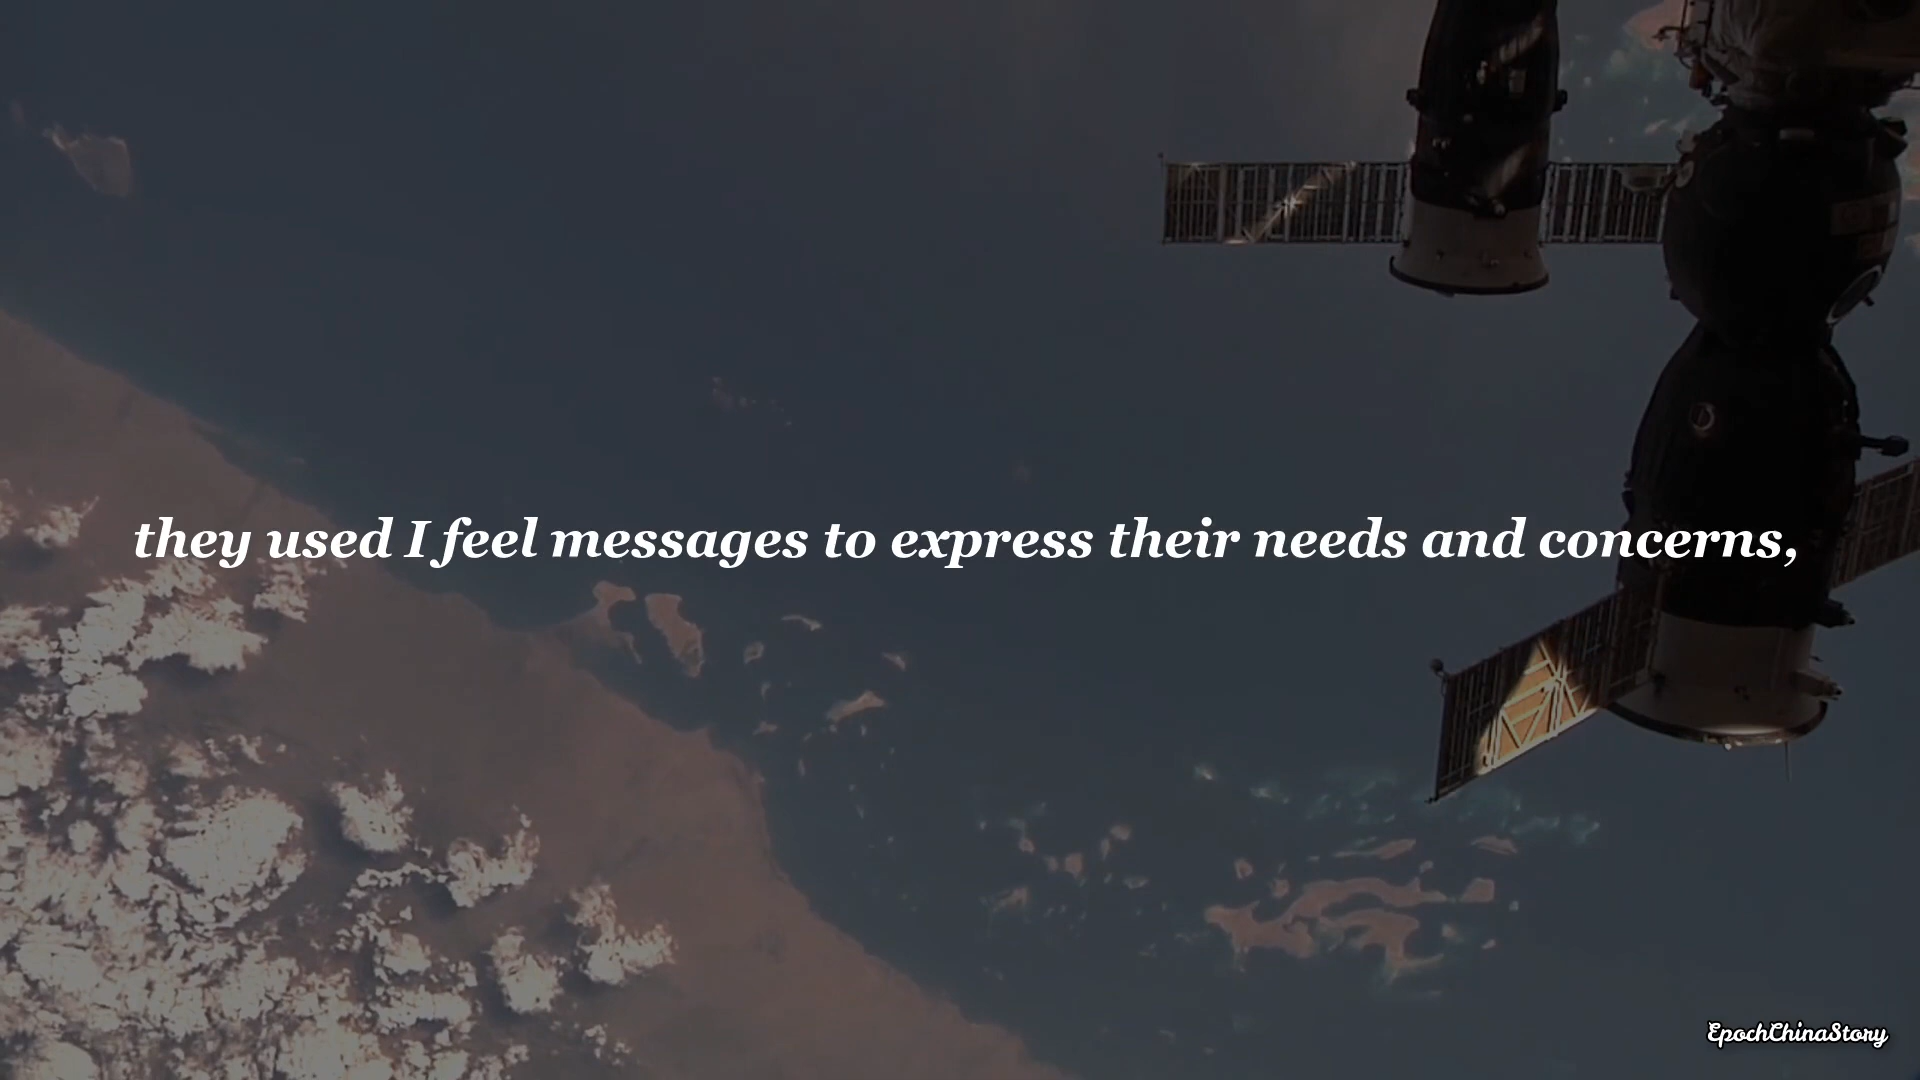 they used I feel messages to express their needs and concerns,
EpochChinaStory